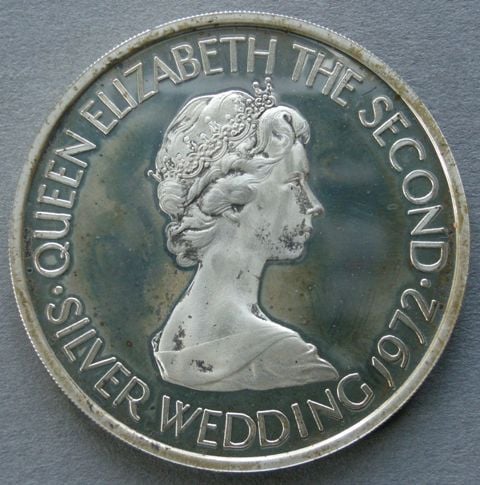 QUEEN ELIZABETH THE SECOND
· SILVER WEDDING 1972 ·